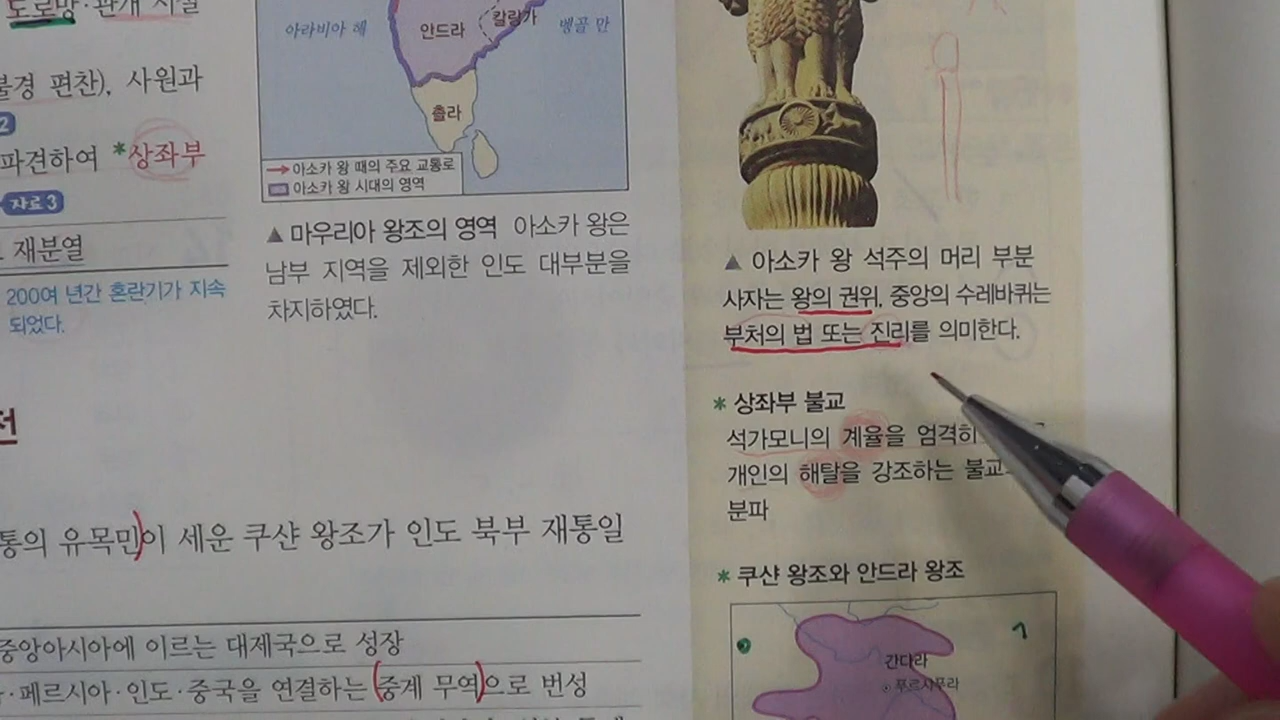 도로망·관개 시설
불경 편찬), 사원과
2
파견하여 *상좌부
자료 3
재분열
200여 년간 혼란기가 지속
되었다.
아라비아 해
안드라
칼링가
벵골 만
촐라
아소카 왕 때의 주요 교통로
아소카 왕 시대의 영역
▲ 마우리아 왕조의 영역 아소카 왕은
남부 지역을 제외한 인도 대부분을
차지하였다.
전
통의 유목민)이 세운 쿠샨 왕조가 인도 북부 재통일
중앙아시아에 이르는 대제국으로 성장
·페르시아·인도·중국을 연결하는 (중계 무역)으로 번성
▲ 아소카 왕 석주의 머리 부분
사자는 왕의 권위, 중앙의 수레바퀴는
부처의 법 또는 진리를 의미한다.
* 상좌부 불교
석가모니의 계율을 엄격히
개인의 해탈을 강조하는 불교
분파
* 쿠샨 왕조와 안드라 왕조
간다라
푸르샤푸라